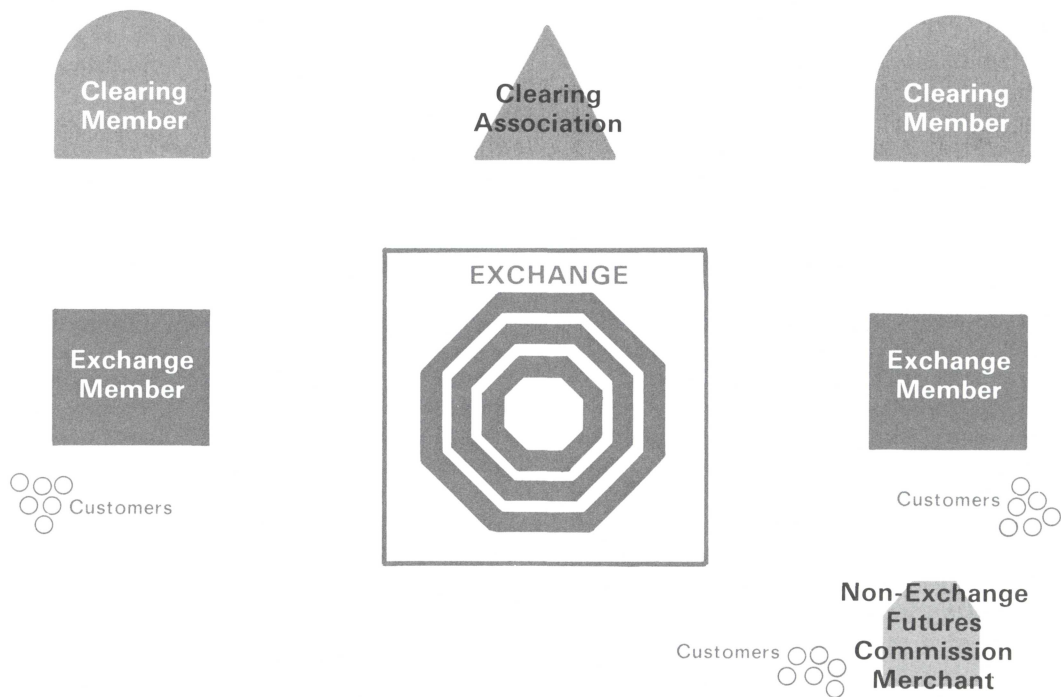 Clearing
Member
Clearing
Association
Clearing
Member
EXCHANGE
Exchange
Member
Exchange
Member
Customers
Customers
Non-Exchange
Futures
Commission
Merchant
Customers